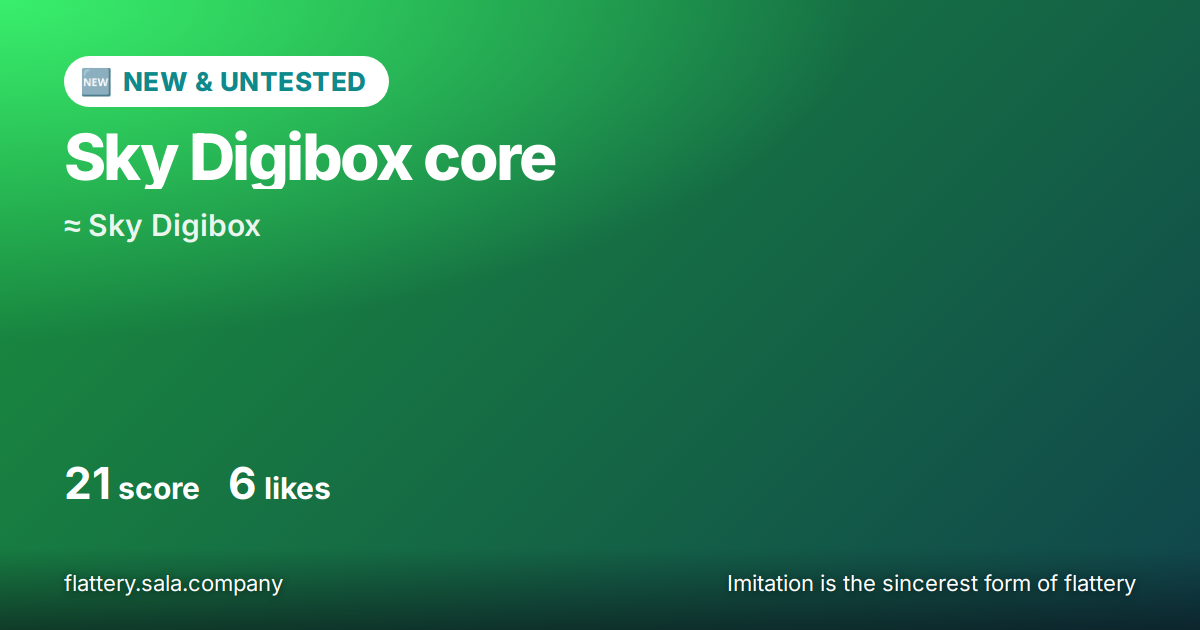 🆕 NEW & UNTESTED
Sky Digibox core
≈ Sky Digibox
21 score 6 likes
flattery.sala.company
Imitation is the sincerest form of flattery